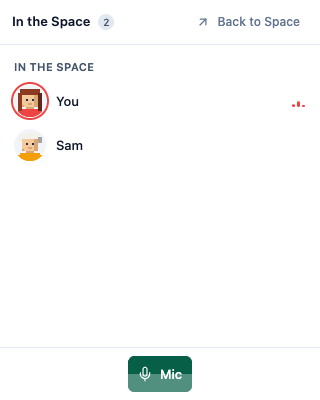 In the Space 2
Back to Space
IN THE SPACE
You
Sam
Mic